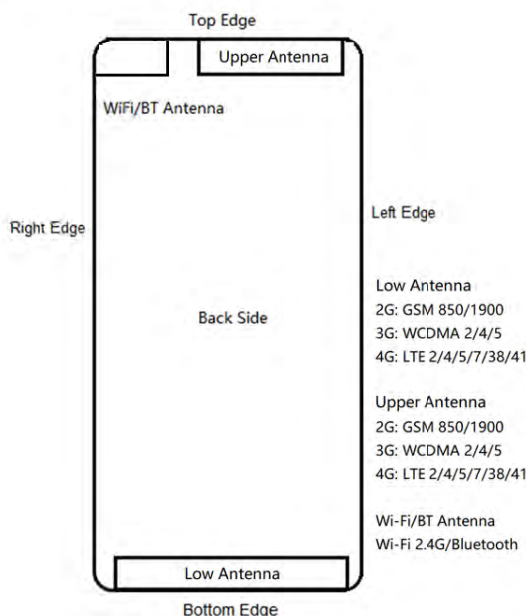 Top Edge
Upper Antenna
WiFi/BT Antenna
Right Edge
Left Edge
Back Side
Low Antenna
2G: GSM 850/1900
3G: WCDMA 2/4/5
4G: LTE 2/4/5/7/38/41
Upper Antenna
2G: GSM 850/1900
3G: WCDMA 2/4/5
4G: LTE 2/4/5/7/38/41
Wi-Fi/BT Antenna
Wi-Fi 2.4G/Bluetooth
Low Antenna
Bottom Edge